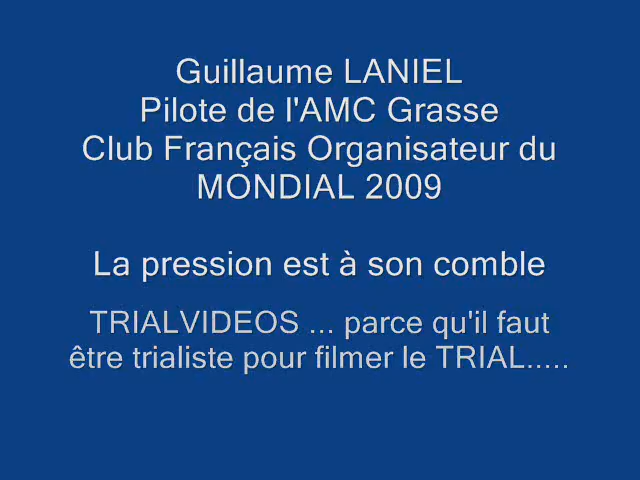 Guillaume LANIEL
Pilote de l'AMC Grasse
Club Français Organisateur du
MONDIAL 2009
La pression est à son comble
TRIALVIDEOS ... parce qu'il faut
être trialiste pour filmer le TRIAL.....